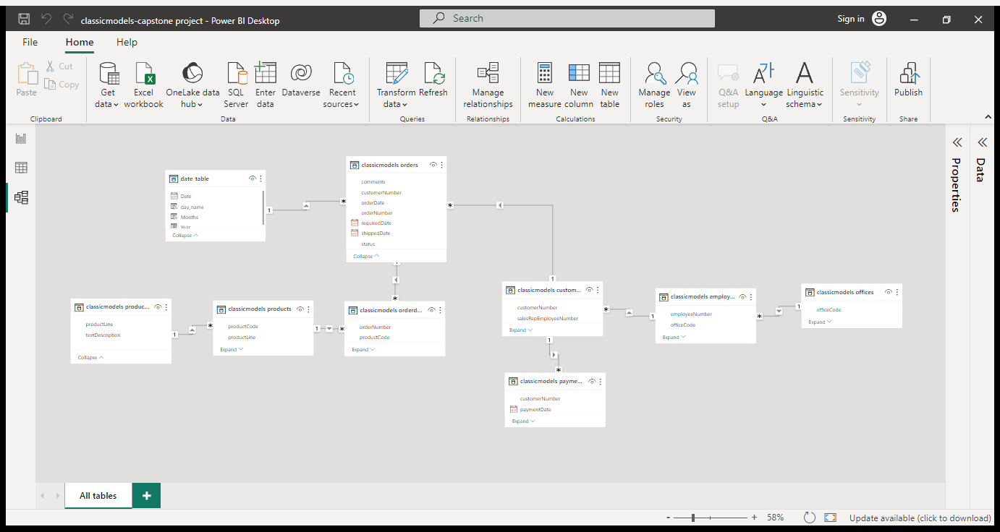 classicmodels-capstone project - Power BI Desktop
Search
Sign in
File
Home
Help
Paste
Cut
Copy
Clipboard
Get data
Excel workbook
OneLake data hub
SQL Server
Enter data
Dataverse
Recent sources
Data
Transform data
Refresh
Queries
Manage relationships
Relationships
New measure
New column
New table
Calculations
Manage roles
View as
Security
Q&A setup
Language
Linguistic schema
Q&A
Sensitivity
Sensitivity
Publish
Share
date_table
Date
day_name
Months
Year
Collapse
1
*
classicmodels orders
comments
customerNumber
orderDate
orderNumber
requiredDate
shippedDate
status
Collapse
*
1
1
*
classicmodels produc...
productLine
textDescription
Collapse
1
*
classicmodels products
productCode
productLine
Expand
1
*
classicmodels orderd...
orderNumber
productCode
Expand
classicmodels custom...
customerNumber
salesRepEmployeeNumber
Expand
*
1
classicmodels employ...
employeeNumber
officeCode
Expand
*
1
classicmodels offices
officeCode
Expand
1
*
classicmodels payme...
customerNumber
paymentDate
Expand
Properties
Data
All tables
+
- + 58%
Update available (click to download)